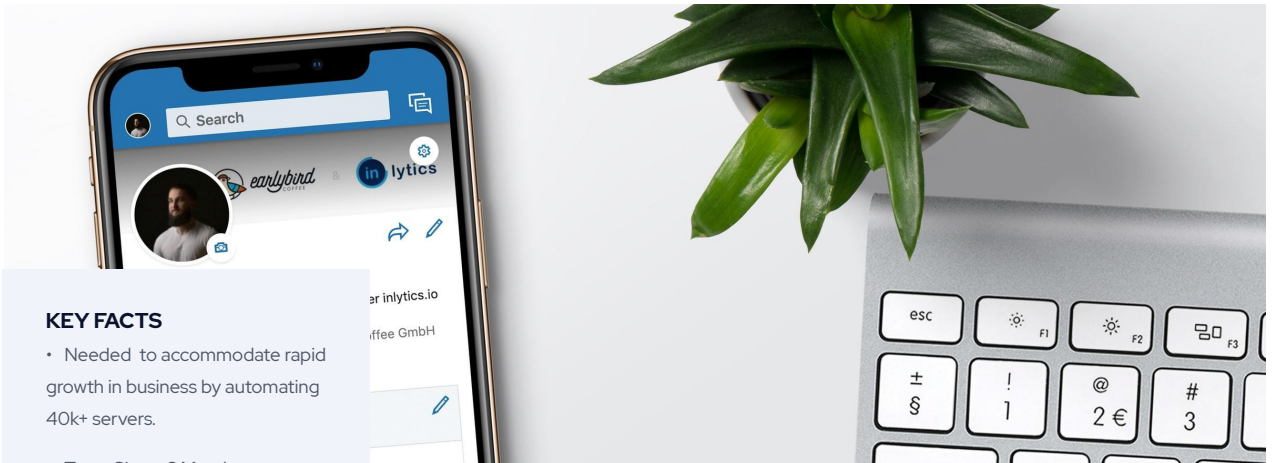 Search
earlybird
COFFEE
&
in lytics
er inlytics.io
offee GmbH
KEY FACTS
• Needed to accommodate rapid
growth in business by automating
40k+ servers.
esc
F1
F2
F3
±
§
!
1
@
2 €
#
3